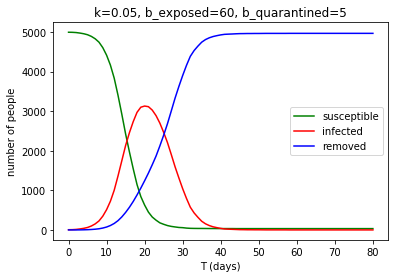 k=0.05, b_exposed=60, b_quarantined=5
number of people
5000
4000
3000
2000
1000
0
susceptible
infected
removed
0 10 20 30 40 50 60 70 80
T (days)